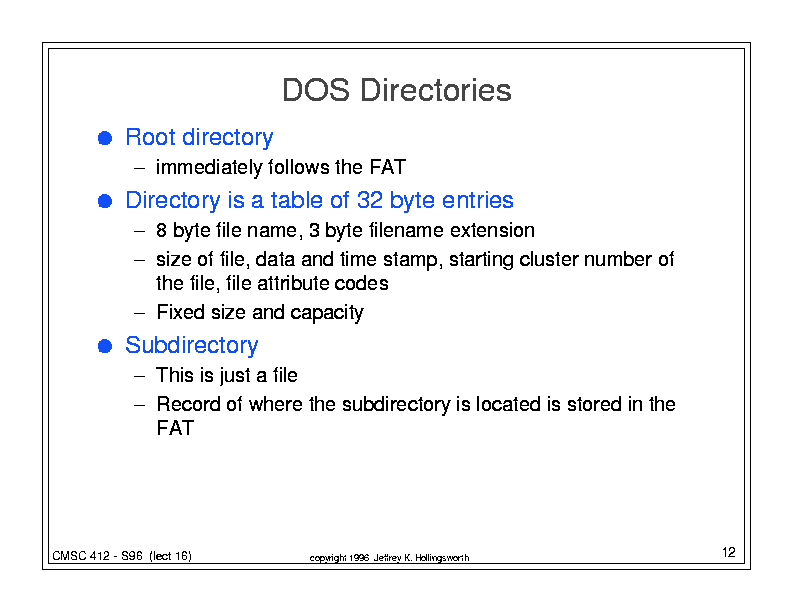 DOS Directories
● Root directory
– immediately follows the FAT
● Directory is a table of 32 byte entries
– 8 byte file name, 3 byte filename extension
– size of file, data and time stamp, starting cluster number of
the file, file attribute codes
– Fixed size and capacity
● Subdirectory
– This is just a file
– Record of where the subdirectory is located is stored in the
FAT
CMSC 412 - S96 (lect 16)
copyright 1996 Jeffrey K. Hollingsworth
12